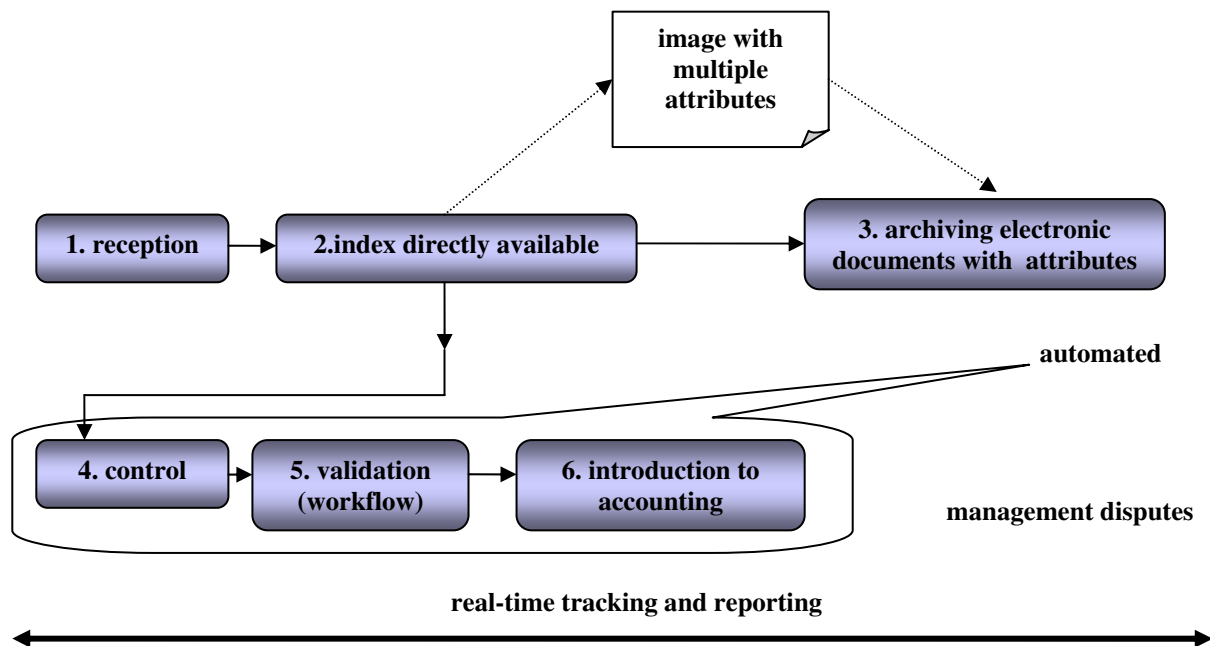 image with
multiple
attributes
1. reception
2.index directly available
3. archiving electronic
documents with attributes
automated
4. control
5. validation
(workflow)
6. introduction to
accounting
management disputes
real-time tracking and reporting